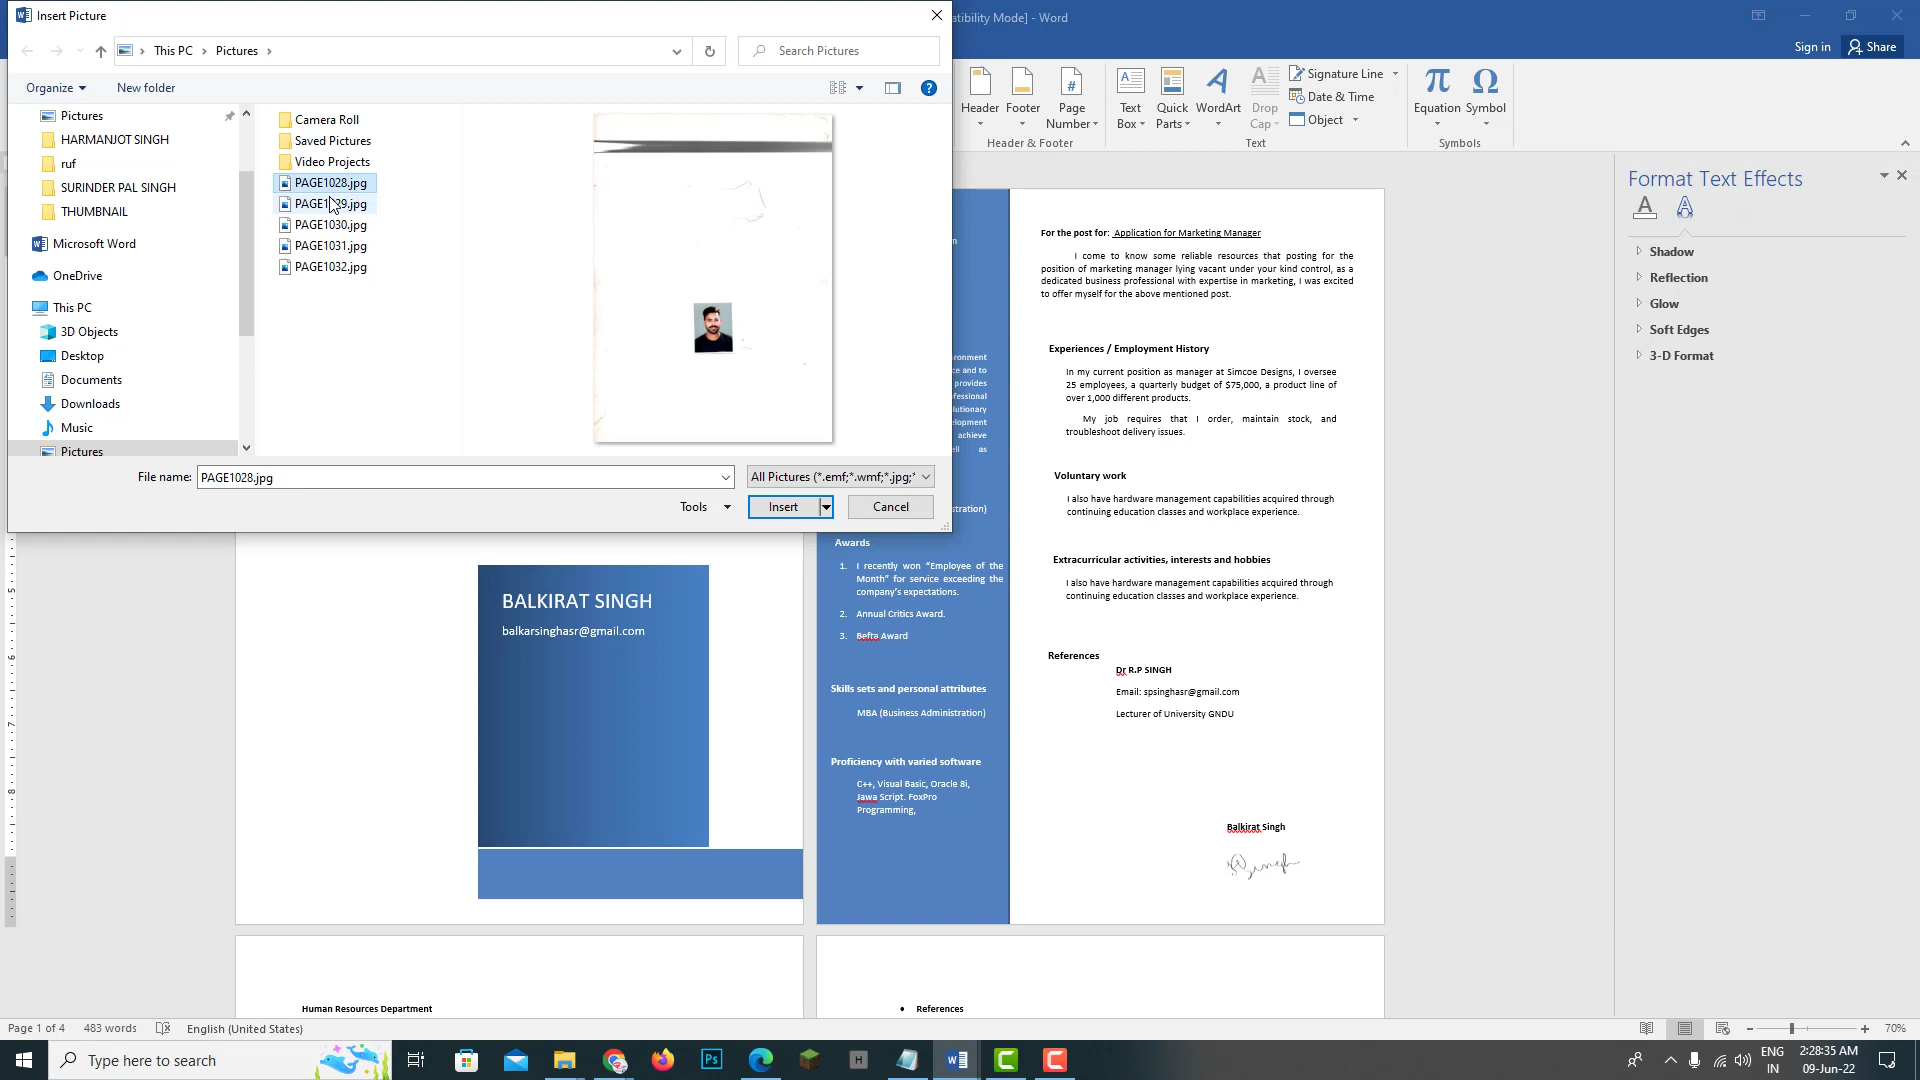 Insert Picture
atibility Mode] - Word
This PC
Pictures
Search Pictures
Sign in
Share
Organize
New folder
Header
Footer
Page Number
Header & Footer
Text Box
Quick Parts
WordArt
Drop Cap
Signature Line
Date & Time
Object
Text
Equation
Symbol
Symbols
Pictures
HARMANJOT SINGH
ruf
SURINDER PAL SINGH
THUMBNAIL
Microsoft Word
OneDrive
This PC
3D Objects
Desktop
Documents
Downloads
Music
Pictures
Camera Roll
Saved Pictures
Video Projects
PAGE1028.jpg
PAGE1030.jpg
PAGE1031.jpg
PAGE1032.jpg
File name:
PAGE1028.jpg
All Pictures (*.emf;*.wmf;*.jpg;*
Tools
Insert
Cancel
Format Text Effects
Shadow
Reflection
Glow
Soft Edges
3-D Format
BALKIRAT SINGH
balkarsinghasr@gmail.com
ronment
ce and to
provides
ofessional
olutionary
elopment
achieve
ell as
stration)
Awards
1. I recently won “Employee of the
Month” for service exceeding the
company’s expectations.
2. Annual Critics Award.
3. Befta Award
Skills sets and personal attributes
MBA (Business Administration)
Proficiency with varied software
C++, Visual Basic, Oracle 8i,
Jawa Script. FoxPro
Programming,
For the post for: Application for Marketing Manager
I come to know some reliable resources that posting for the
position of marketing manager lying vacant under your kind control, as a
dedicated business professional with expertise in marketing, I was excited
to offer myself for the above mentioned post.
Experiences / Employment History
In my current position as manager at Simcoe Designs, I oversee
25 employees, a quarterly budget of $75,000, a product line of
over 1,000 different products.
My job requires that I order, maintain stock, and
troubleshoot delivery issues.
Voluntary work
I also have hardware management capabilities acquired through
continuing education classes and workplace experience.
Extracurricular activities, interests and hobbies
I also have hardware management capabilities acquired through
continuing education classes and workplace experience.
References
Dr R.P SINGH
Email: spsinghasr@gmail.com
Lecturer of University GNDU
Balkirat Singh
Human Resources Department
• References
Page 1 of 4
483 words
English (United States)
70%
Type here to search
ENG
IN
2:28:35 AM
09-Jun-22